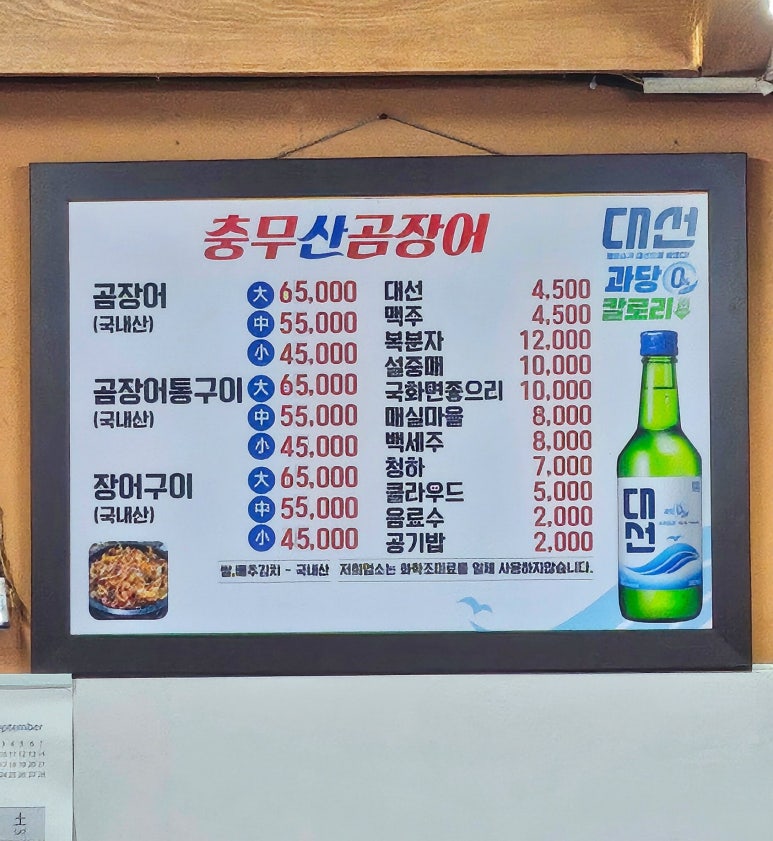 충무산곰장어
대선
과당 0
칼로리
곰장어
(국내산)
大 65,000
中 55,000
小 45,000
곰장어통구이
(국내산)
大 65,000
中 55,000
小 45,000
장어구이
(국내산)
大 65,000
中 55,000
小 45,000
대선 4,500
맥주 4,500
복분자 12,000
설중매 10,000
국화면좋으리 10,000
매실마을 8,000
백세주 8,000
청하 7,000
클라우드 5,000
음료수 2,000
공기밥 2,000
쌀,배추김치 - 국내산 저희업소는 화학조미료를 일체 사용하지않습니다.
대선
eptember
土